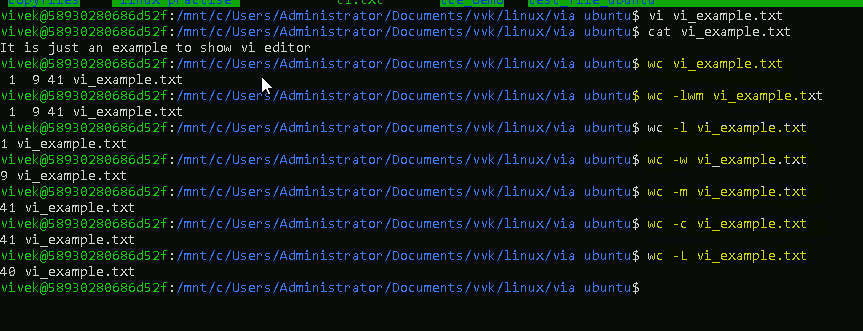 copyfiles linux practise t1.txt tee_demo test_file_ubuntu
vivek@58930280686d52f:/mnt/c/Users/Administrator/Documents/vvk/linux/via ubuntu$ vi vi_example.txt
vivek@58930280686d52f:/mnt/c/Users/Administrator/Documents/vvk/linux/via ubuntu$ cat vi_example.txt
It is just an example to show vi editor
vivek@58930280686d52f:/mnt/c/Users/Administrator/Documents/vvk/linux/via ubuntu$ wc vi_example.txt
 1  9 41 vi_example.txt
vivek@58930280686d52f:/mnt/c/Users/Administrator/Documents/vvk/linux/via ubuntu$ wc -lwm vi_example.txt
 1  9 41 vi_example.txt
vivek@58930280686d52f:/mnt/c/Users/Administrator/Documents/vvk/linux/via ubuntu$ wc -l vi_example.txt
1 vi_example.txt
vivek@58930280686d52f:/mnt/c/Users/Administrator/Documents/vvk/linux/via ubuntu$ wc -w vi_example.txt
9 vi_example.txt
vivek@58930280686d52f:/mnt/c/Users/Administrator/Documents/vvk/linux/via ubuntu$ wc -m vi_example.txt
41 vi_example.txt
vivek@58930280686d52f:/mnt/c/Users/Administrator/Documents/vvk/linux/via ubuntu$ wc -c vi_example.txt
41 vi_example.txt
vivek@58930280686d52f:/mnt/c/Users/Administrator/Documents/vvk/linux/via ubuntu$ wc -L vi_example.txt
40 vi_example.txt
vivek@58930280686d52f:/mnt/c/Users/Administrator/Documents/vvk/linux/via ubuntu$